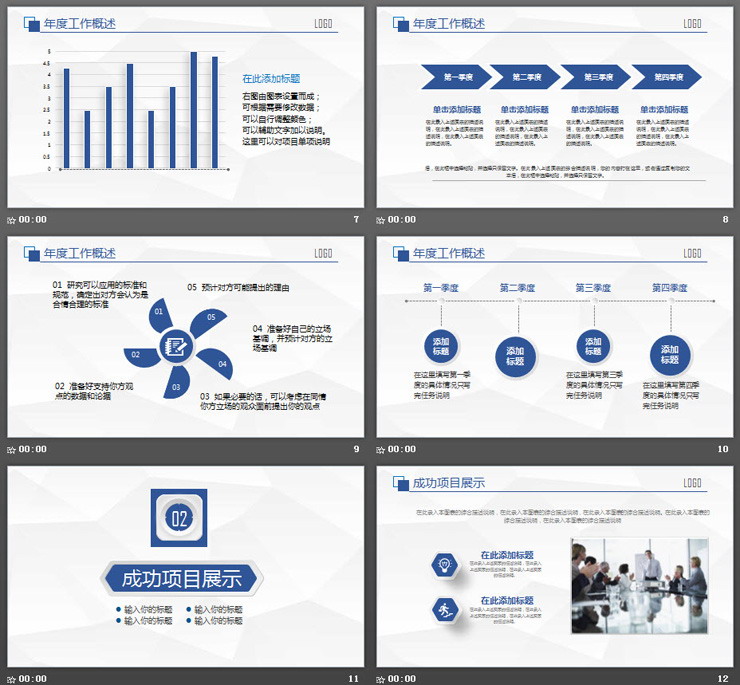 年度工作概述
LOGO
5
4.5
4
3.5
3
2.5
2
1.5
1
0.5
0
在此添加标题
右图由图表设置而成；
可根据需要修改数据；
可以自行调整颜色；
可以辅助文字加以说明。
这里可以对项目单项说明
00:00
7
年度工作概述
LOGO
第一季度
第二季度
第三季度
第四季度
单击添加标题
单击添加标题
单击添加标题
单击添加标题
00:00
8
年度工作概述
LOGO
01 研究可以应用的标准和
规范，确定出对方会认为是
合情合理的标准
05 预计对方可能提出的理由
04 准备好自己的立场
基调，并预计对方的立
场基调
02 准备好支持你方观
点的数据和论据
03 如果必要的话，可以考虑在同情
你方立场的观众面前提出你的观点
01
05
02
04
03
00:00
9
年度工作概述
LOGO
第一季度
第二季度
第三季度
第四季度
添加
标题
添加
标题
添加
标题
添加
标题
在这里填写第一季
度的具体情况只写
完任务说明
在这里填写第三季
度的具体情况只写
完任务说明
在这里填写第四季
度的具体情况只写
完任务说明
00:00
10
02
成功项目展示
输入你的标题
输入你的标题
输入你的标题
输入你的标题
00:00
11
成功项目展示
LOGO
在此添加标题
在此添加标题
00:00
12